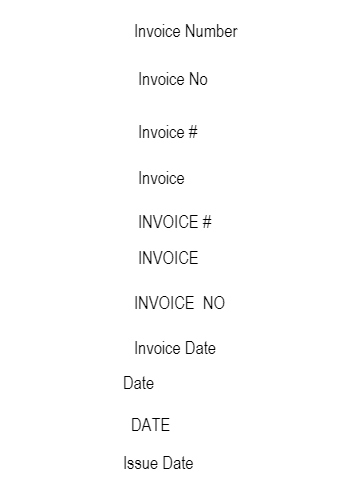 Invoice Number
Invoice No
Invoice #
Invoice
INVOICE #
INVOICE
INVOICE  NO
Invoice Date
Date
DATE
Issue Date